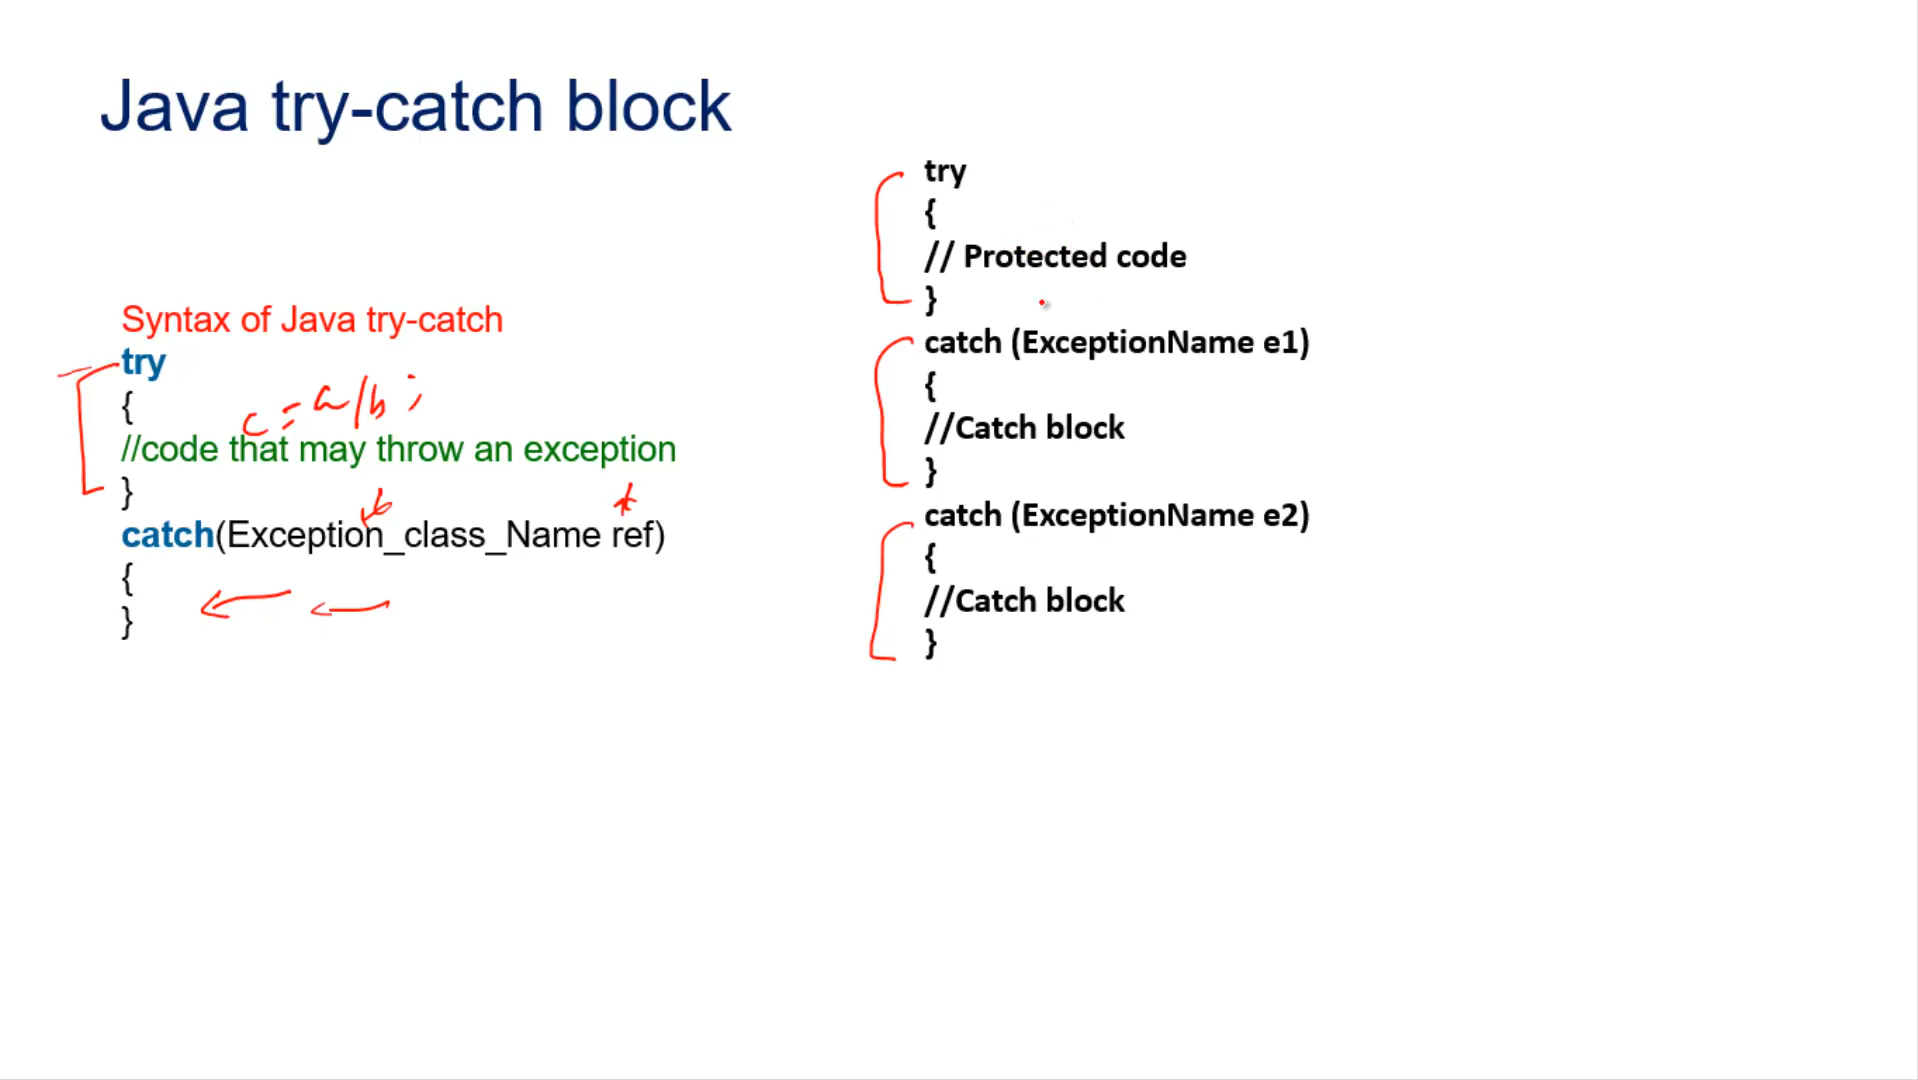 Java try-catch block
Syntax of Java try-catch
try
{
c = a/b ;
//code that may throw an exception
}
catch(Exception_class_Name ref)
{
}
try
{
// Protected code
}
catch (ExceptionName e1)
{
//Catch block
}
catch (ExceptionName e2)
{
//Catch block
}